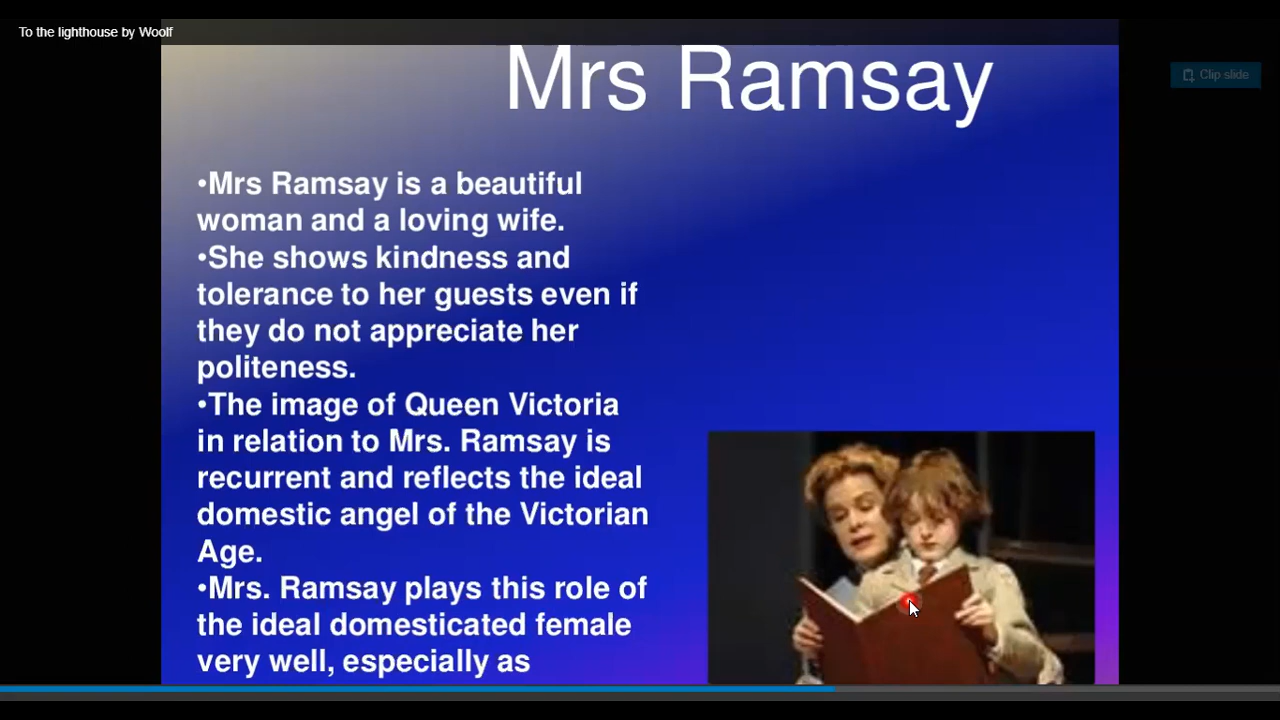 To the lighthouse by Woolf
Mrs Ramsay
Clip slide
•Mrs Ramsay is a beautiful
woman and a loving wife.
•She shows kindness and
tolerance to her guests even if
they do not appreciate her
politeness.
•The image of Queen Victoria
in relation to Mrs. Ramsay is
recurrent and reflects the ideal
domestic angel of the Victorian
Age.
•Mrs. Ramsay plays this role of
the ideal domesticated female
very well, especially as